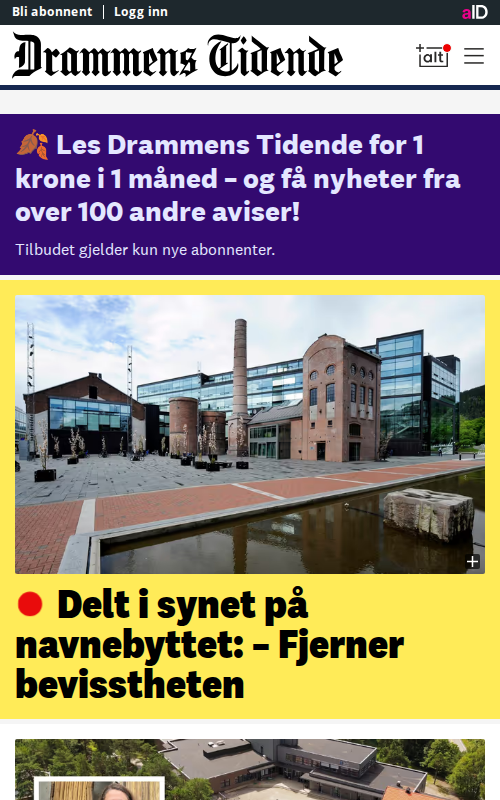 Bli abonnent
Logg inn
aID
Drammens Tidende
+alt
Les Drammens Tidende for 1
krone i 1 måned – og få nyheter fra
over 100 andre aviser!
Tilbudet gjelder kun nye abonnenter.
Delt i synet på
navnebyttet: – Fjerner
bevisstheten